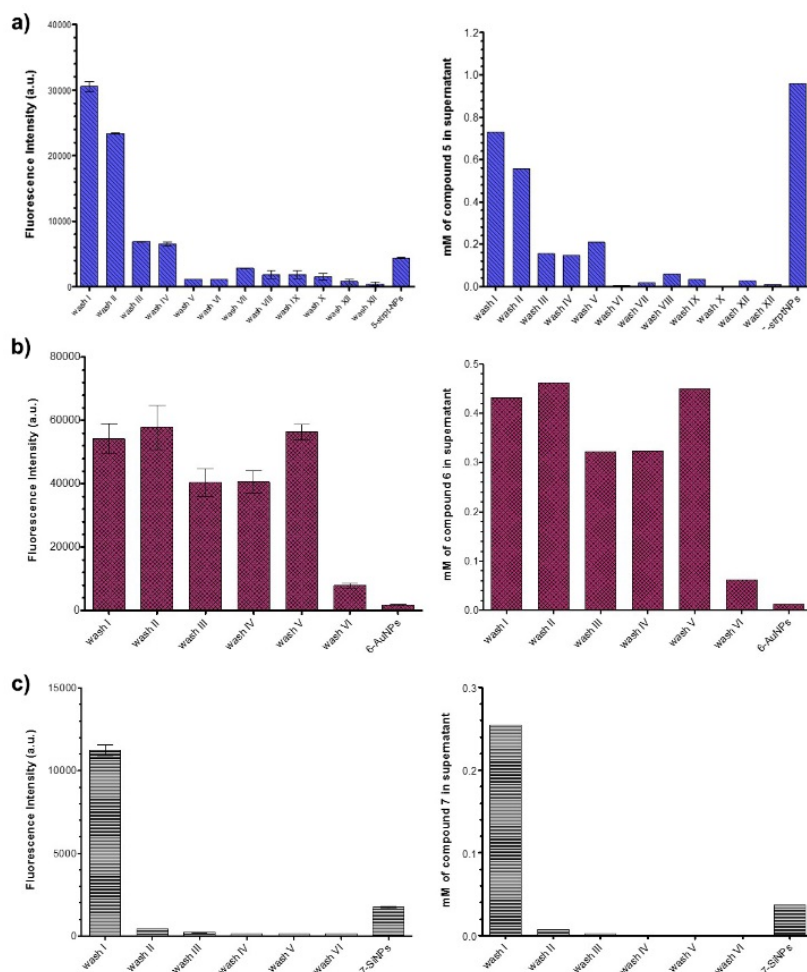 a)
Fluorescence Intensity (a.u.)
40000
30000
20000
10000
0
wash I
wash II
wash III
wash IV
wash V
wash VI
wash VII
wash VIII
wash IX
wash X
wash XII
wash XII
5-strpt-NPs
mM of compound 5 in supernatant
1.2
1.0
0.8
0.6
0.4
0.2
0.0
wash I
wash II
wash III
wash IV
wash V
wash VI
wash VII
wash VIII
wash IX
wash X
wash XII
wash XII
-strptNPs
b)
Fluorescence Intensity (a.u.)
80000
60000
40000
20000
0
wash I
wash II
wash III
wash IV
wash V
wash VI
6-AuNPs
mM of compound 6 in supernatant
0.5
0.4
0.3
0.2
0.1
0.0
wash I
wash II
wash III
wash IV
wash V
wash VI
6-AuNPs
c)
Fluorescence Intensity (a.u.)
15000
10000
5000
0
wash I
wash II
wash III
wash IV
wash V
wash VI
7-SiNPs
mM of compound 7 in supernatant
0.3
0.2
0.1
0.0
wash I
wash II
wash III
wash IV
wash V
wash VI
7-SiNPs